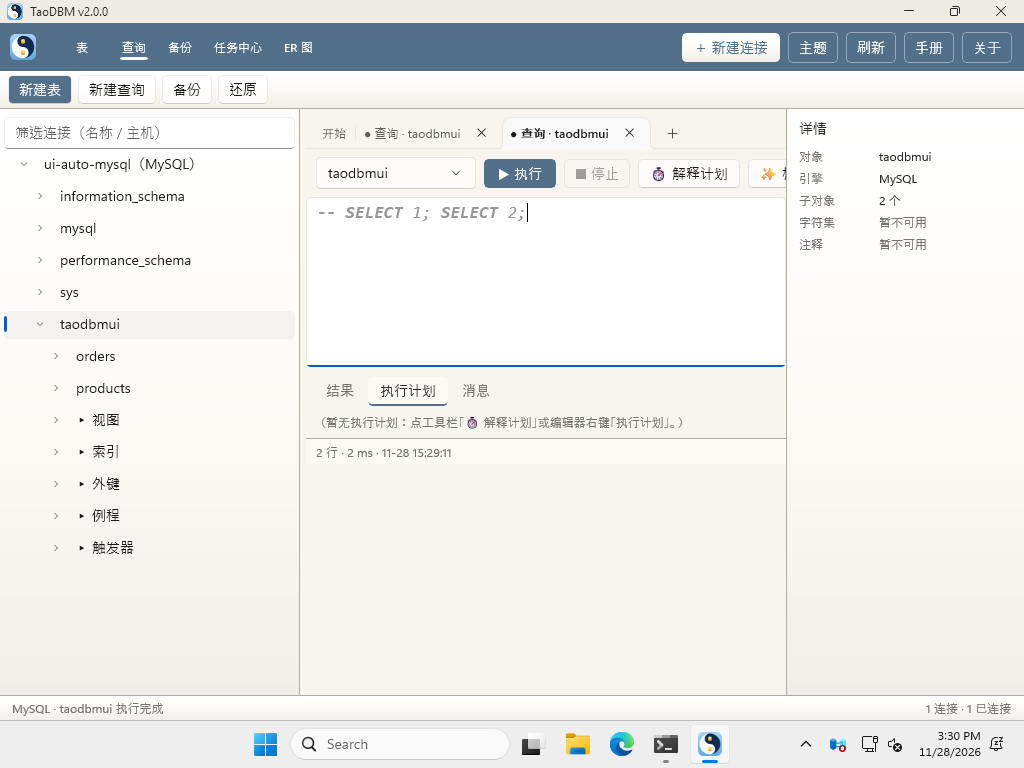 TaoDBM v2.0.0
表 查询 备份 任务中心 ER 图 + 新建连接 主题 刷新 手册 关于
新建表 新建查询 备份 还原
筛选连接（名称 / 主机）
ui-auto-mysql（MySQL）
information_schema
mysql
performance_schema
sys
taodbmui
orders
products
视图
索引
外键
例程
触发器
开始 • 查询 · taodbmui × • 查询 · taodbmui × +
taodbmui 执行 停止 解释计划
-- SELECT 1; SELECT 2;
结果 执行计划 消息
（暂无执行计划：点工具栏「⏱ 解释计划」或编辑器右键「执行计划」。）
2 行 · 2 ms · 11-28 15:29:11
详情
对象 taodbmui
引擎 MySQL
子对象 2 个
字符集 暂不可用
注释 暂不可用
MySQL · taodbmui 执行完成 1 连接 · 1 已连接
Search
3:30 PM
11/28/2026